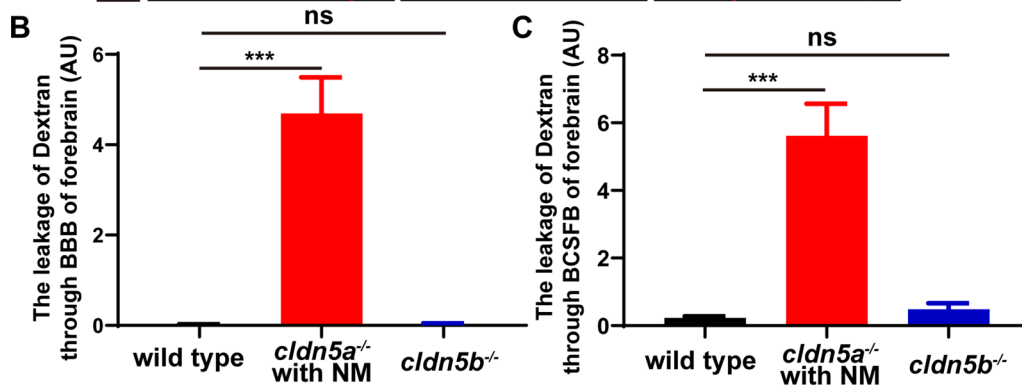 B
ns
***
The leakage of Dextran
through BBB of forebrain (AU)
6
4
2
0
wild type
cldn5a-/-
with NM
cldn5b-/-
C
ns
***
The leakage of Dextran
through BCSFB of forebrain (AU)
8
6
4
2
0
wild type
cldn5a-/-
with NM
cldn5b-/-